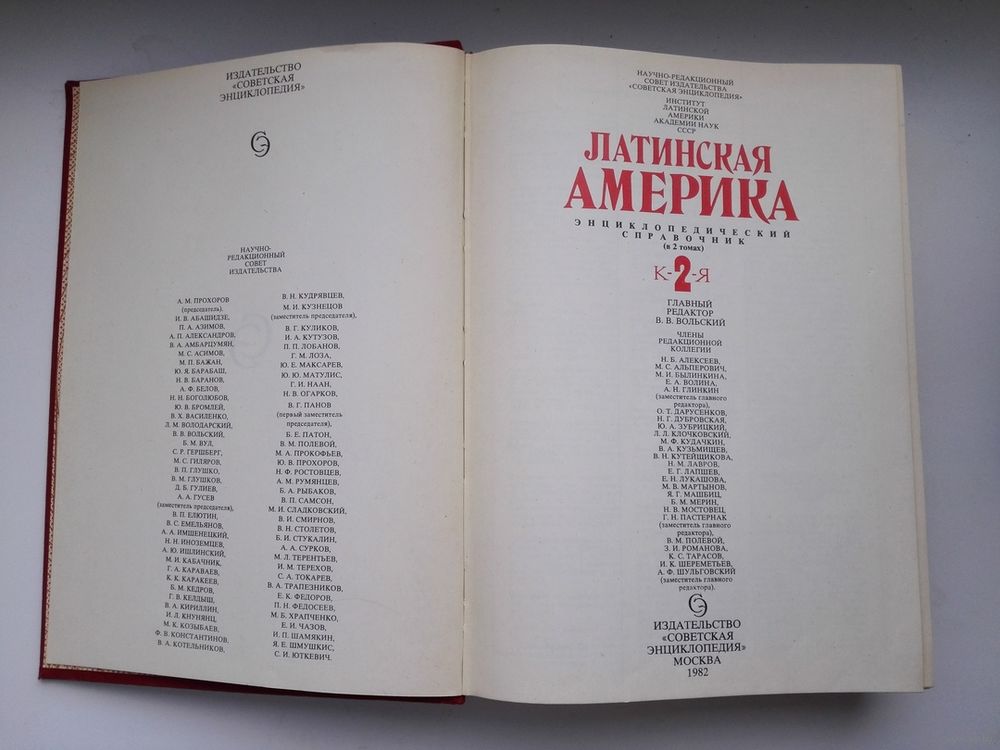 ИЗДАТЕЛЬСТВО
«СОВЕТСКАЯ
ЭНЦИКЛОПЕДИЯ»
СЭ
НАУЧНО-
РЕДАКЦИОННЫЙ
СОВЕТ
ИЗДАТЕЛЬСТВА
А. М. ПРОХОРОВ
(председатель),
И. В. АБАШИДЗЕ,
П. А. АЗИМОВ,
А. П. АЛЕКСАНДРОВ,
В. А. АМБАРЦУМЯН,
М. С. АСИМОВ,
М. П. БАЖАН,
Ю. Я. БАРАБАШ,
Н. В. БАРАНОВ,
А. Ф. БЕЛОВ,
Н. Н. БОГОЛЮБОВ,
Ю. В. БРОМЛЕЙ,
В. Х. ВАСИЛЕНКО,
Л. М. ВОЛОДАРСКИЙ,
В. В. ВОЛЬСКИЙ,
Б. М. ВУЛ,
С. Р. ГЕРШБЕРГ,
М. С. ГИЛЯРОВ,
В. П. ГЛУШКО,
В. М. ГЛУШКОВ,
Д. Б. ГУЛИЕВ,
А. А. ГУСЕВ
(заместитель председателя),
В. П. ЕЛЮТИН,
В. С. ЕМЕЛЬЯНОВ,
А. А. ИМШЕНЕЦКИЙ,
Н. Н. ИНОЗЕМЦЕВ,
А. Ю. ИШЛИНСКИЙ,
М. И. КАБАЧНИК,
Г. А. КАРАВАЕВ,
К. К. КАРАКЕЕВ,
Б. М. КЕДРОВ,
Г. В. КЕЛДЫШ,
В. А. КИРИЛЛИН,
И. Л. КНУНЯНЦ,
М. К. КОЗЫБАЕВ,
Ф. В. КОНСТАНТИНОВ,
В. А. КОТЕЛЬНИКОВ,
В. Н. КУДРЯВЦЕВ,
М. И. КУЗНЕЦОВ
(заместитель председателя),
В. Г. КУЛИКОВ,
И. А. КУТУЗОВ,
П. П. ЛОБАНОВ,
Г. М. ЛОЗА,
Ю. Е. МАКСАРЕВ,
Ю. Ю. МАТУЛИС,
Г. И. НААН,
Н. В. ОГАРКОВ,
В. Г. ПАНОВ
(первый заместитель
председателя),
Б. Е. ПАТОН,
В. М. ПОЛЕВОЙ,
М. А. ПРОКОФЬЕВ,
Ю. В. ПРОХОРОВ,
Н. Ф. РОСТОВЦЕВ,
А. М. РУМЯНЦЕВ,
Б. А. РЫБАКОВ,
В. П. САМСОН,
М. И. СЛАДКОВСКИЙ,
В. И. СМИРНОВ,
В. Н. СТОЛЕТОВ,
Б. И. СТУКАЛИН,
А. А. СУРКОВ,
М. Л. ТЕРЕНТЬЕВ,
И. М. ТЕРЕХОВ,
С. А. ТОКАРЕВ,
В. А. ТРАПЕЗНИКОВ,
Е. К. ФЕДОРОВ,
П. Н. ФЕДОСЕЕВ,
М. Б. ХРАПЧЕНКО,
Е. И. ЧАЗОВ,
И. П. ШАМЯКИН,
Я. Е. ШМУШКИС,
С. И. ЮТКЕВИЧ.
НАУЧНО-РЕДАКЦИОННЫЙ
СОВЕТ ИЗДАТЕЛЬСТВА
«СОВЕТСКАЯ ЭНЦИКЛОПЕДИЯ»
ИНСТИТУТ
ЛАТИНСКОЙ
АМЕРИКИ
АКАДЕМИИ НАУК
СССР
ЛАТИНСКАЯ
АМЕРИКА
ЭНЦИКЛОПЕДИЧЕСКИЙ
СПРАВОЧНИК
(в 2 томах)
К-2-Я
ГЛАВНЫЙ
РЕДАКТОР
В. В. ВОЛЬСКИЙ
ЧЛЕНЫ
РЕДАКЦИОННОЙ
КОЛЛЕГИИ
Н. Б. АЛЕКСЕЕВ,
М. С. АЛЬПЕРОВИЧ,
М. И. БЫЛИНКИНА,
Е. А. ВОЛИНА,
А. Н. ГЛИНКИН
(заместитель главного
редактора),
О. Т. ДАРУСЕНКОВ,
Н. Г. ДУБРОВСКАЯ,
Ю. А. ЗУБРИЦКИЙ,
Л. Л. КЛОЧКОВСКИЙ,
М. Ф. КУДАЧКИН,
В. А. КУЗЬМИЩЕВ,
В. Н. КУТЕЙЩИКОВА,
Н. М. ЛАВРОВ,
Е. Г. ЛАПШЕВ,
Е. Н. ЛУКАШОВА,
М. В. МАРТЫНОВ,
Я. Г. МАШБИЦ,
Б. М. МЕРИН,
Н. В. МОСТОВЕЦ,
Г. Н. ПАСТЕРНАК
(заместитель главного
редактора),
В. М. ПОЛЕВОЙ,
З. И. РОМАНОВА,
К. С. ТАРАСОВ,
И. К. ШЕРЕМЕТЬЕВ,
А. Ф. ШУЛЬГОВСКИЙ
(заместитель главного
редактора).
СЭ
ИЗДАТЕЛЬСТВО
«СОВЕТСКАЯ
ЭНЦИКЛОПЕДИЯ»
МОСКВА
1982